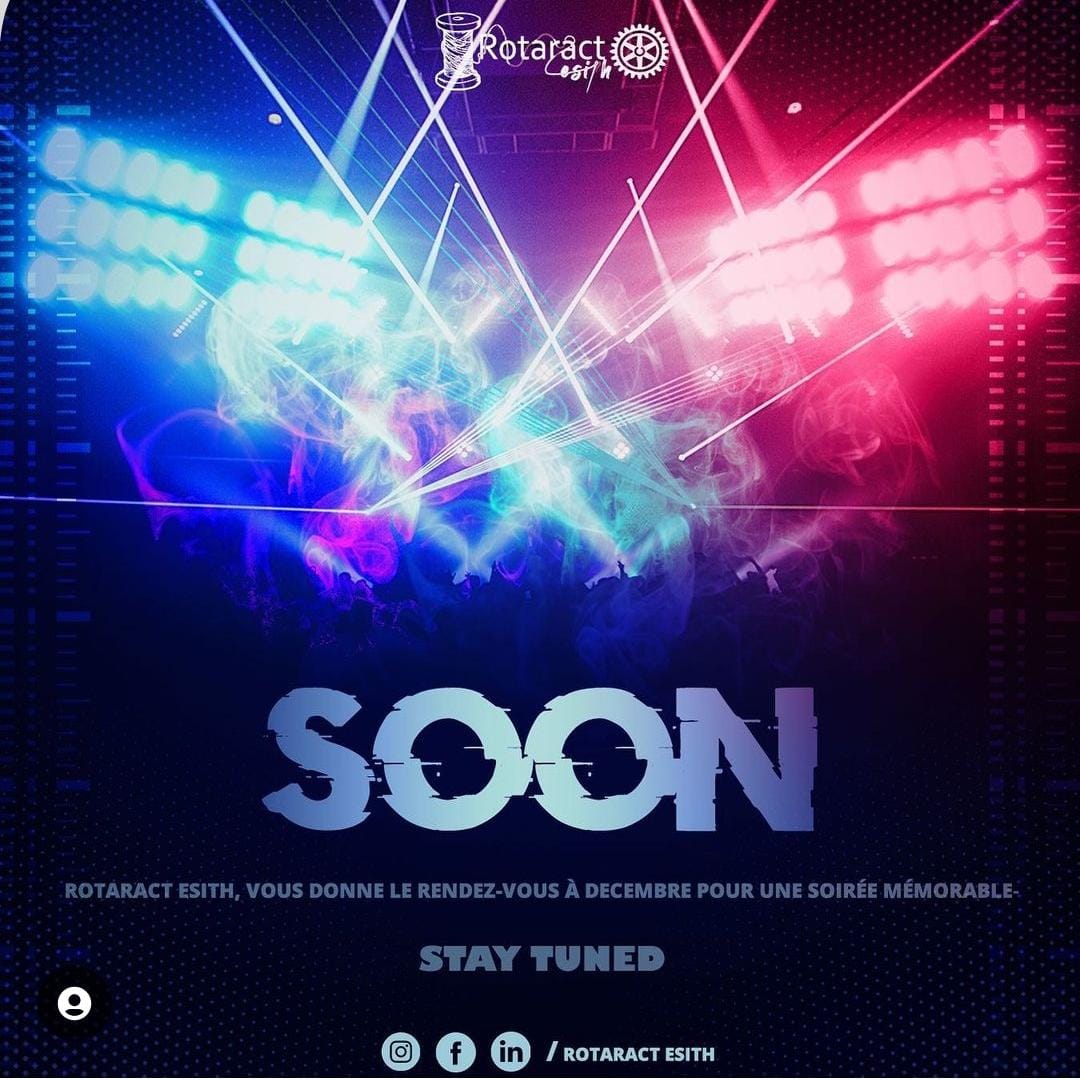 Rotaract
esith
SOON
ROTARACT ESITH, VOUS DONNE LE RENDEZ-VOUS À DECEMBRE POUR UNE SOIRÉE MÉMORABLE-
STAY TUNED
/ ROTARACT ESITH